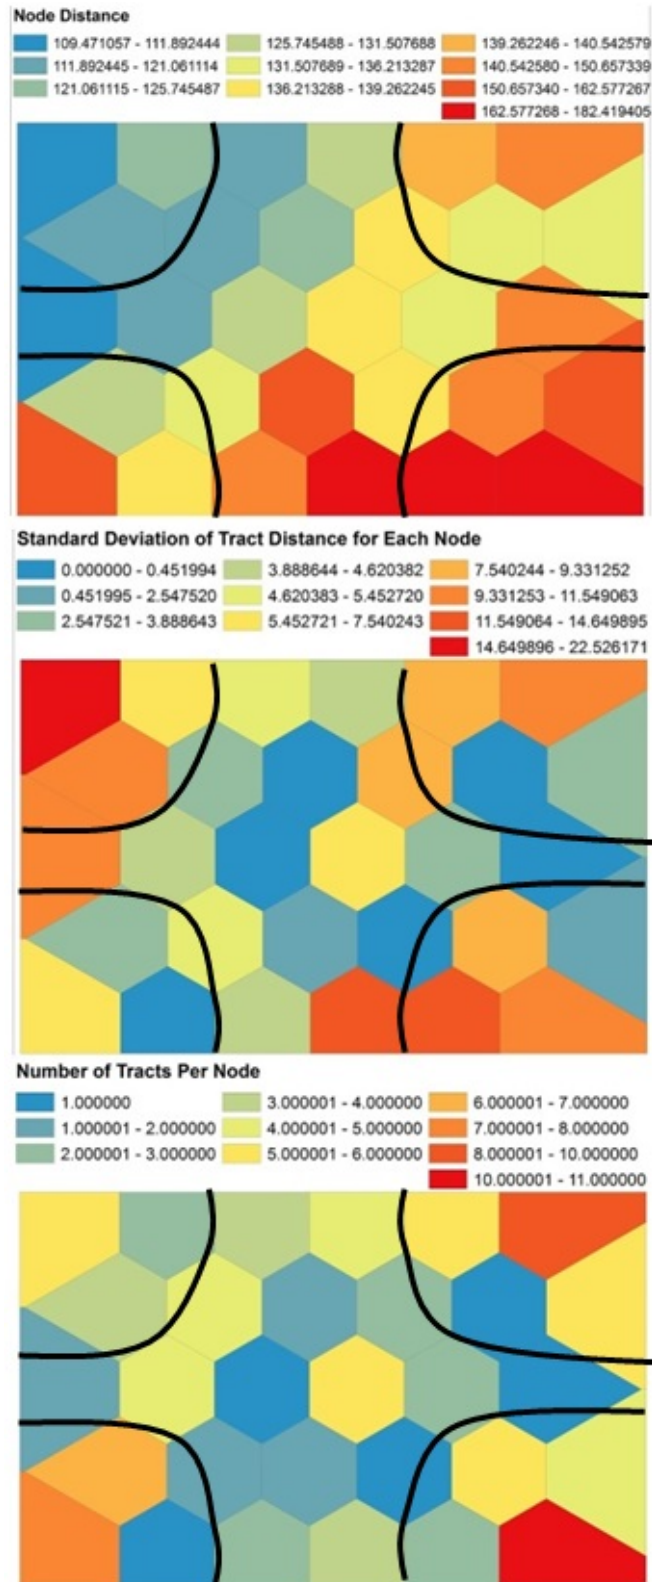 Node Distance
109.471057 - 111.892444 125.745488 - 131.507688 139.262246 - 140.542579
111.892445 - 121.061114 131.507689 - 136.213287 140.542580 - 150.657339
121.061115 - 125.745487 136.213288 - 139.262245 150.657340 - 162.577267
162.577268 - 182.419405
Standard Deviation of Tract Distance for Each Node
0.000000 - 0.451994 3.888644 - 4.620382 7.540244 - 9.331252
0.451995 - 2.547520 4.620383 - 5.452720 9.331253 - 11.549063
2.547521 - 3.888643 5.452721 - 7.540243 11.549064 - 14.649895
14.649896 - 22.526171
Number of Tracts Per Node
1.000000 3.000001 - 4.000000 6.000001 - 7.000000
1.000001 - 2.000000 4.000001 - 5.000000 7.000001 - 8.000000
2.000001 - 3.000000 5.000001 - 6.000000 8.000001 - 10.000000
10.000001 - 11.000000